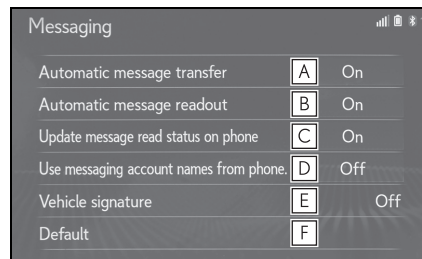 Messaging
Automatic message transfer A On
Automatic message readout B On
Update message read status on phone C On
Use messaging account names from phone. D Off
Vehicle signature E Off
Default F